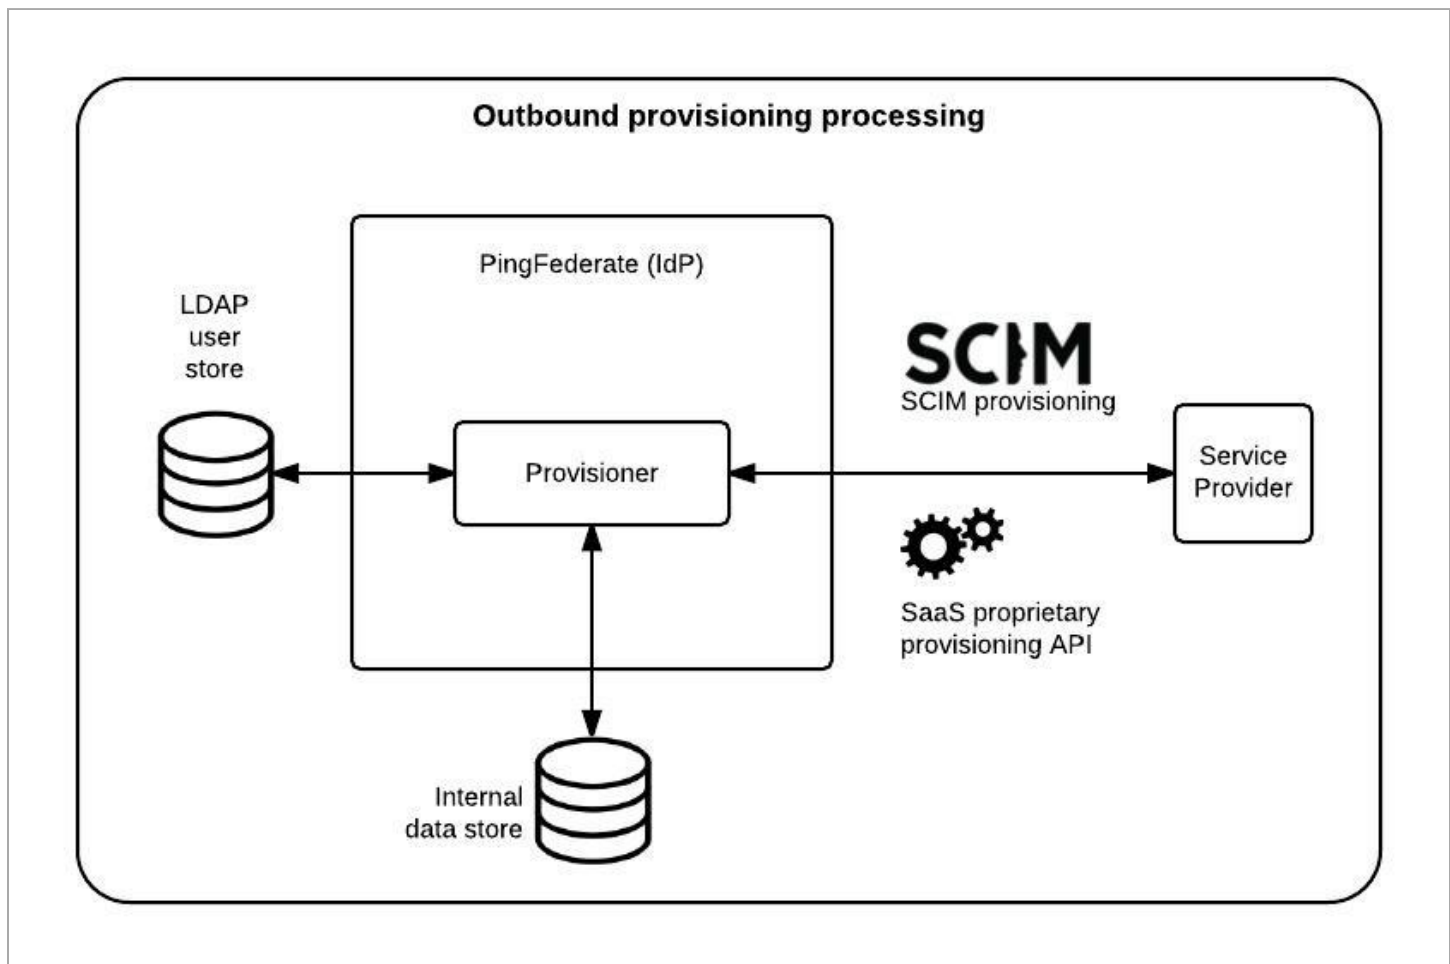 Outbound provisioning processing
PingFederate (IdP)
LDAP
user
store
SCIM
SCIM provisioning
Provisioner
Service
Provider
SaaS proprietary
provisioning API
Internal
data store